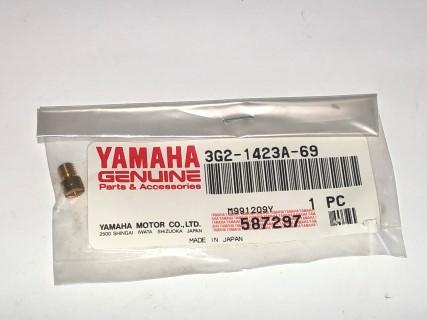 YAMAHA
GENUINE
Parts & Accessories
3G2-1423A-69
M991209Y
1 PC
587297
YAMAHA MOTOR CO.,LTD.
2500 SHINGAI IWATA SHIZUOKA JAPAN
MADE IN JAPAN